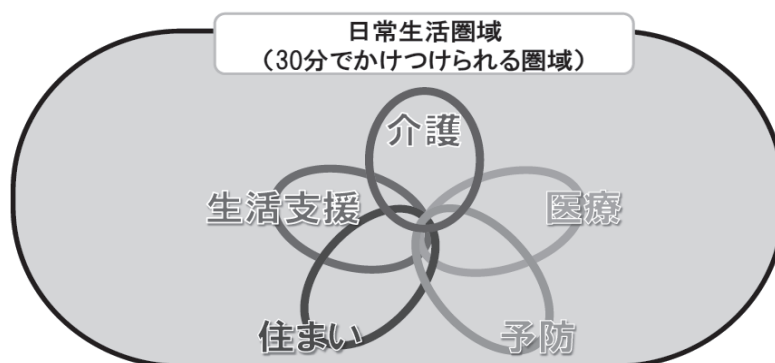 日常生活圏域
（30分でかけつけられる圏域）
介護
生活支援
医療
住まい
予防